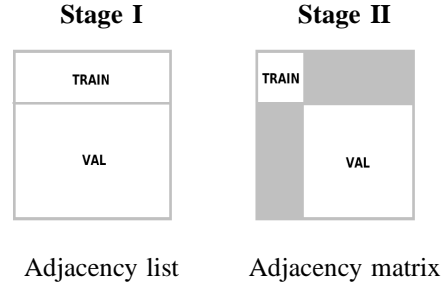 Stage I Stage II
TRAIN TRAIN
VAL VAL
Adjacency list Adjacency matrix